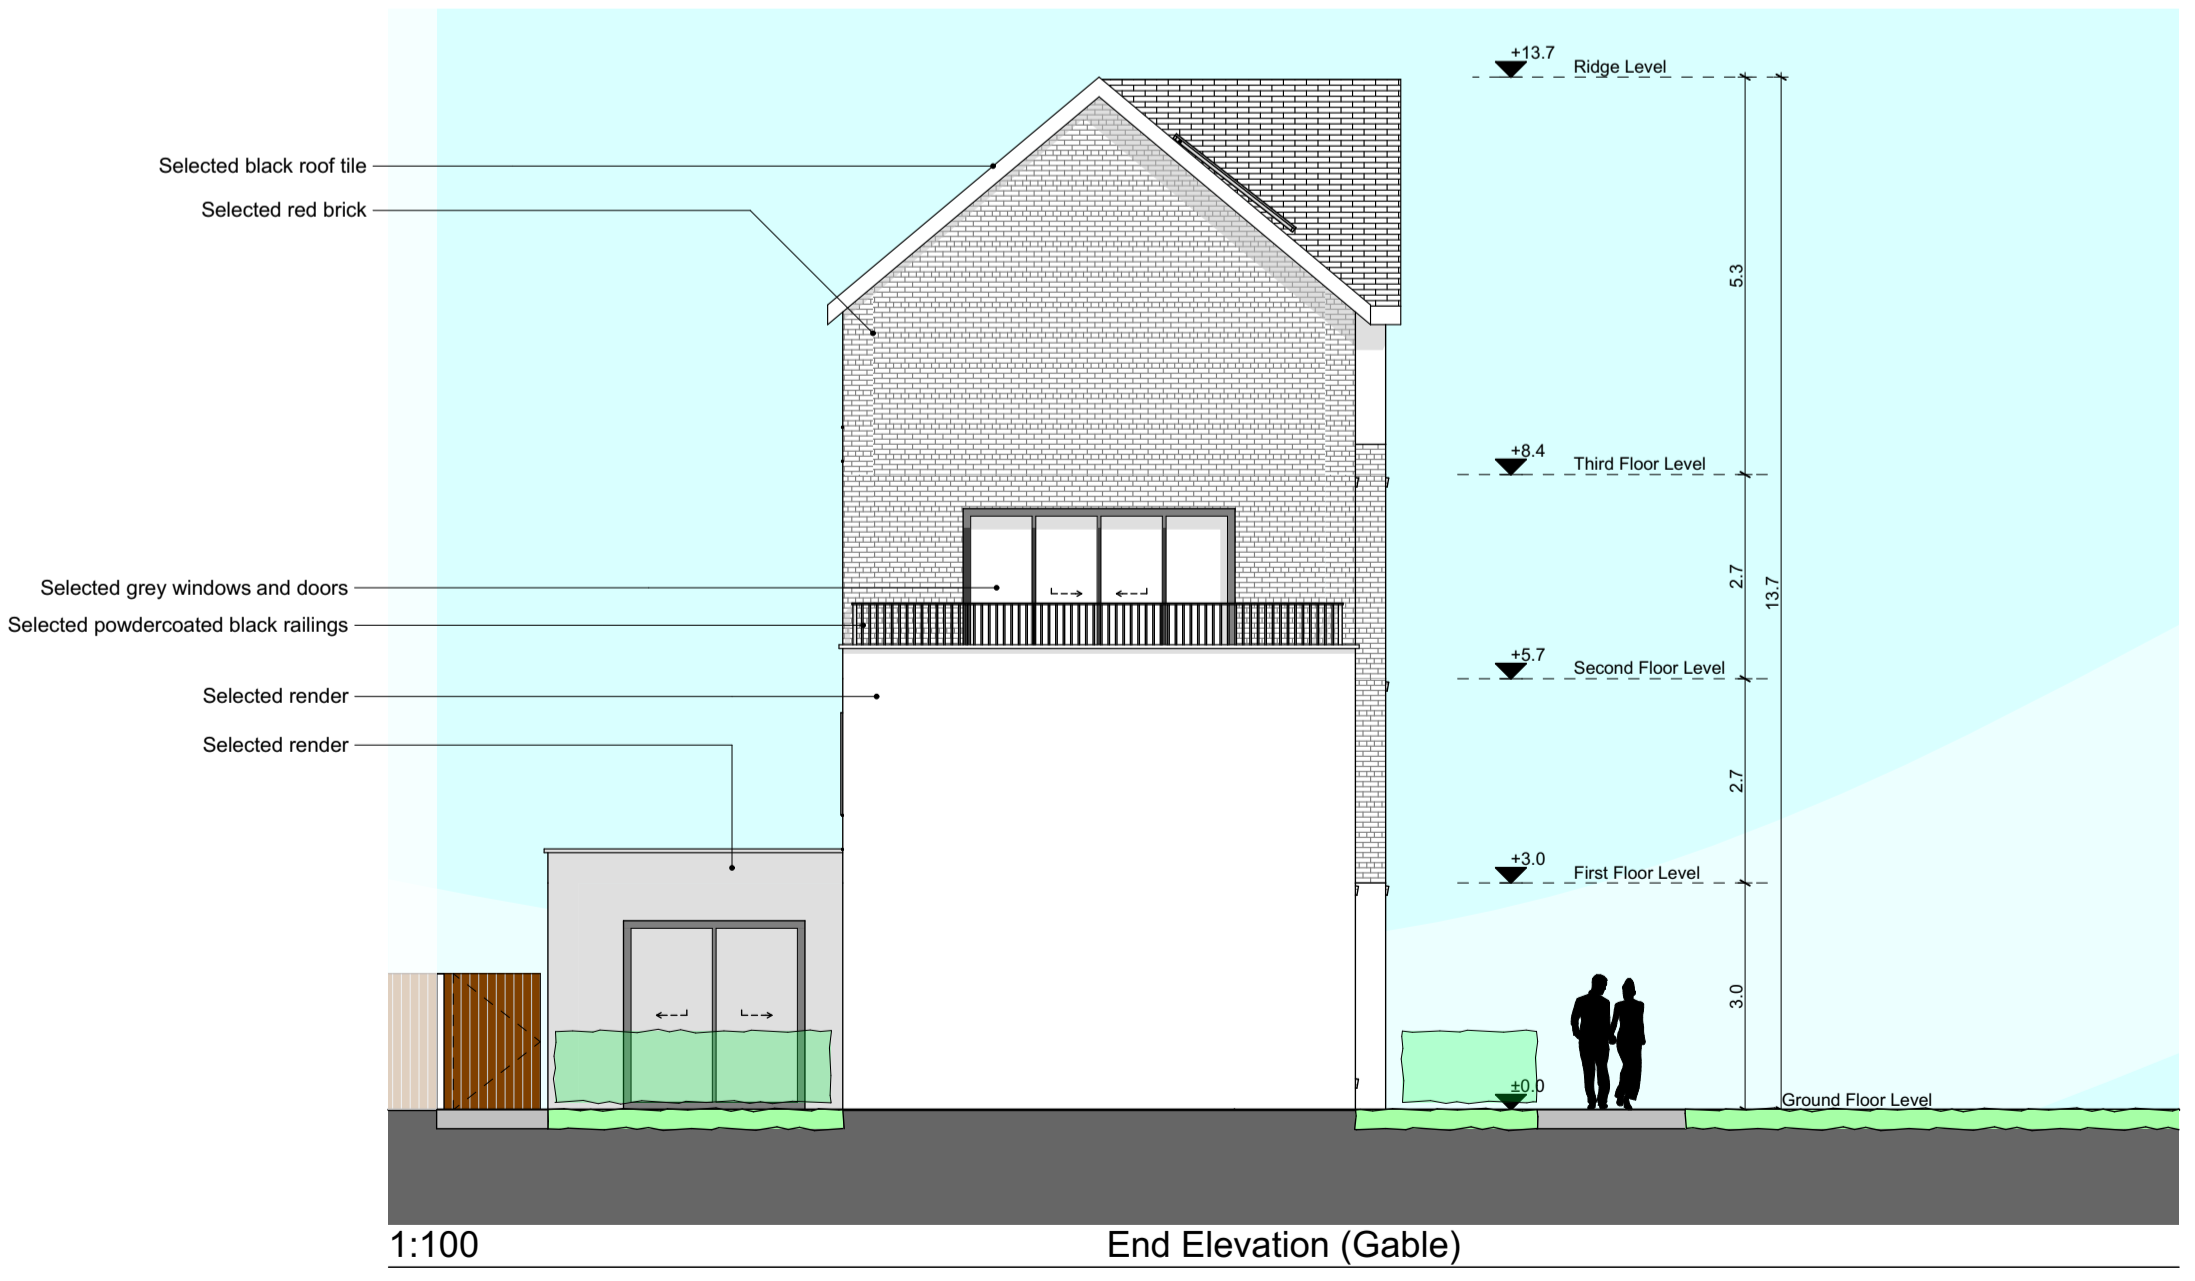 +13.7
Ridge Level
Selected black roof tile
Selected red brick
5.3
+8.4
Third Floor Level
Selected grey windows and doors
Selected powdercoated black railings
2.7
13.7
+5.7
Second Floor Level
Selected render
Selected render
2.7
+3.0
First Floor Level
3.0
±0.0
Ground Floor Level
1:100
End Elevation (Gable)